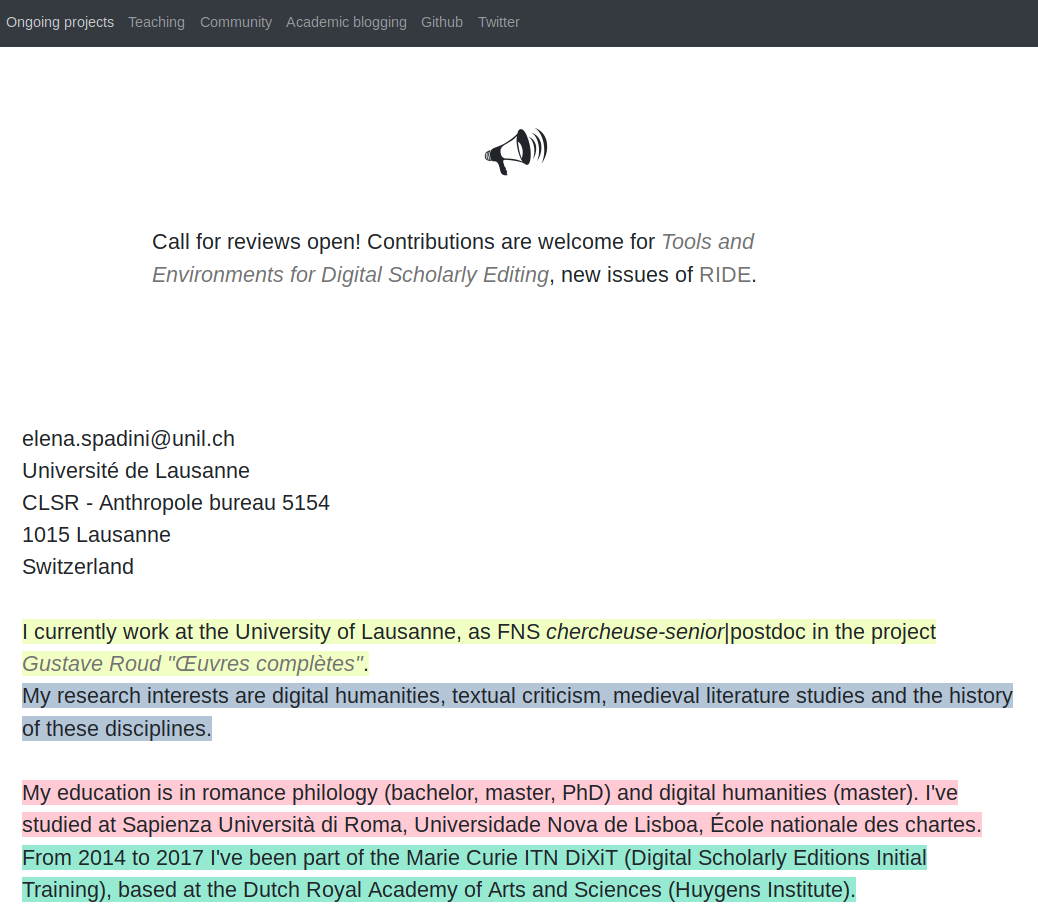 Ongoing projects Teaching Community Academic blogging Github Twitter
Call for reviews open! Contributions are welcome for Tools and
Environments for Digital Scholarly Editing, new issues of RIDE.
elena.spadini@unil.ch
Université de Lausanne
CLSR - Anthropole bureau 5154
1015 Lausanne
Switzerland
I currently work at the University of Lausanne, as FNS chercheuse-senior|postdoc in the project
Gustave Roud "Œuvres complètes".
My research interests are digital humanities, textual criticism, medieval literature studies and the history
of these disciplines.
My education is in romance philology (bachelor, master, PhD) and digital humanities (master). I've
studied at Sapienza Università di Roma, Universidade Nova de Lisboa, École nationale des chartes.
From 2014 to 2017 I've been part of the Marie Curie ITN DiXiT (Digital Scholarly Editions Initial
Training), based at the Dutch Royal Academy of Arts and Sciences (Huygens Institute).